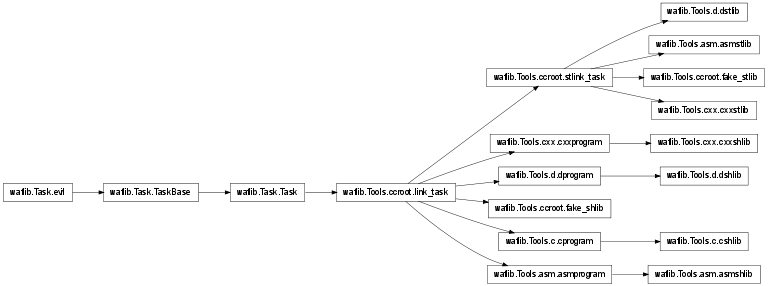 waflib.Tools.d.dstlib
waflib.Tools.asm.asmstlib
waflib.Tools.ccroot.stlink_task
waflib.Tools.ccroot.fake_stlib
waflib.Tools.cxx.cxxstlib
waflib.Tools.cxx.cxxprogram
waflib.Tools.cxx.cxxshlib
waflib.Tools.d.dprogram
waflib.Tools.d.dshlib
waflib.Task.evil
waflib.Task.TaskBase
waflib.Task.Task
waflib.Tools.ccroot.link_task
waflib.Tools.ccroot.fake_shlib
waflib.Tools.c.cprogram
waflib.Tools.c.cshlib
waflib.Tools.asm.asmprogram
waflib.Tools.asm.asmshlib